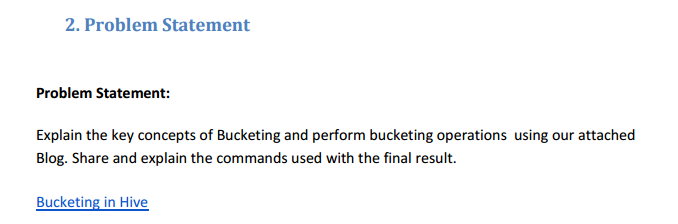 2. Problem Statement
Problem Statement:
Explain the key concepts of Bucketing and perform bucketing operations using our attached
Blog. Share and explain the commands used with the final result.
Bucketing in Hive